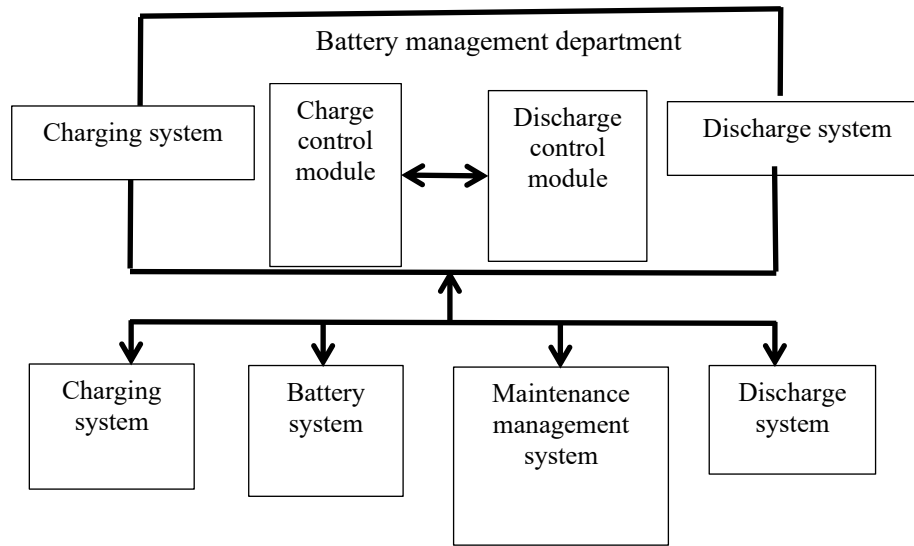 Battery management department
Charging system
Charge
control
module
Discharge
control
module
Discharge system
Charging
system
Battery
system
Maintenance
management
system
Discharge
system